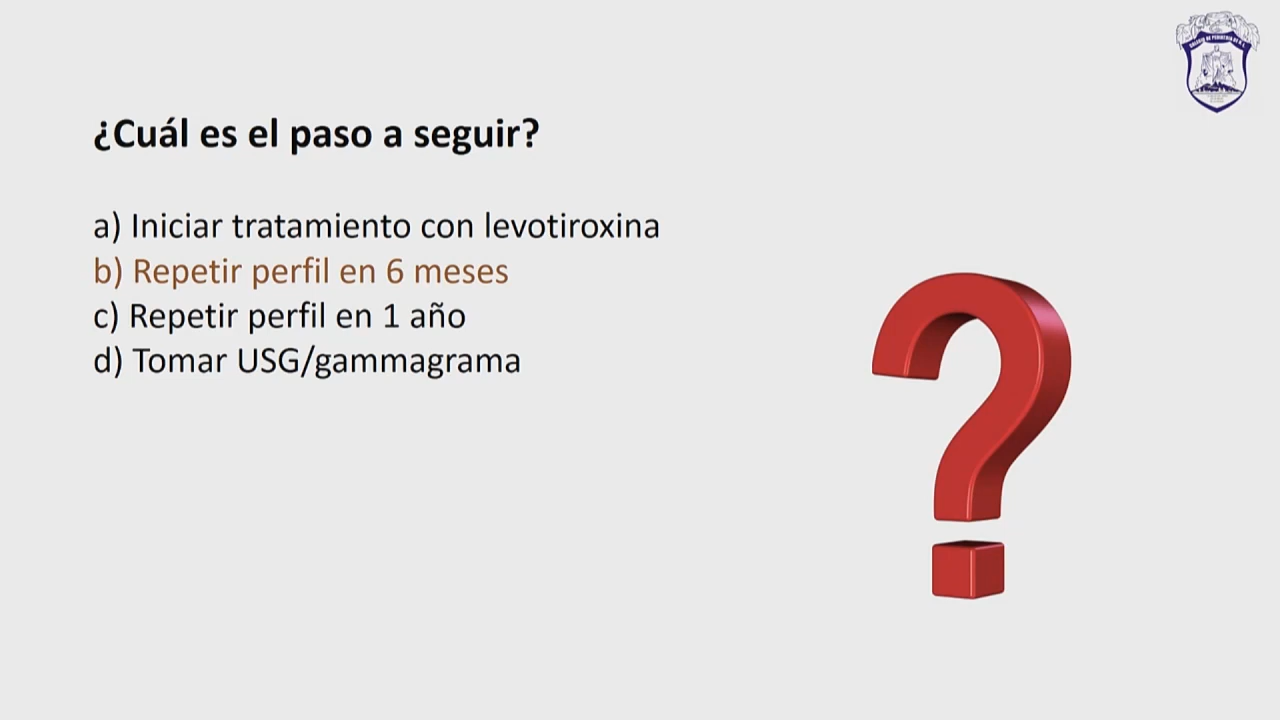 ¿Cuál es el paso a seguir?
a) Iniciar tratamiento con levotiroxina
b) Repetir perfil en 6 meses
c) Repetir perfil en 1 año
d) Tomar USG/gammagrama